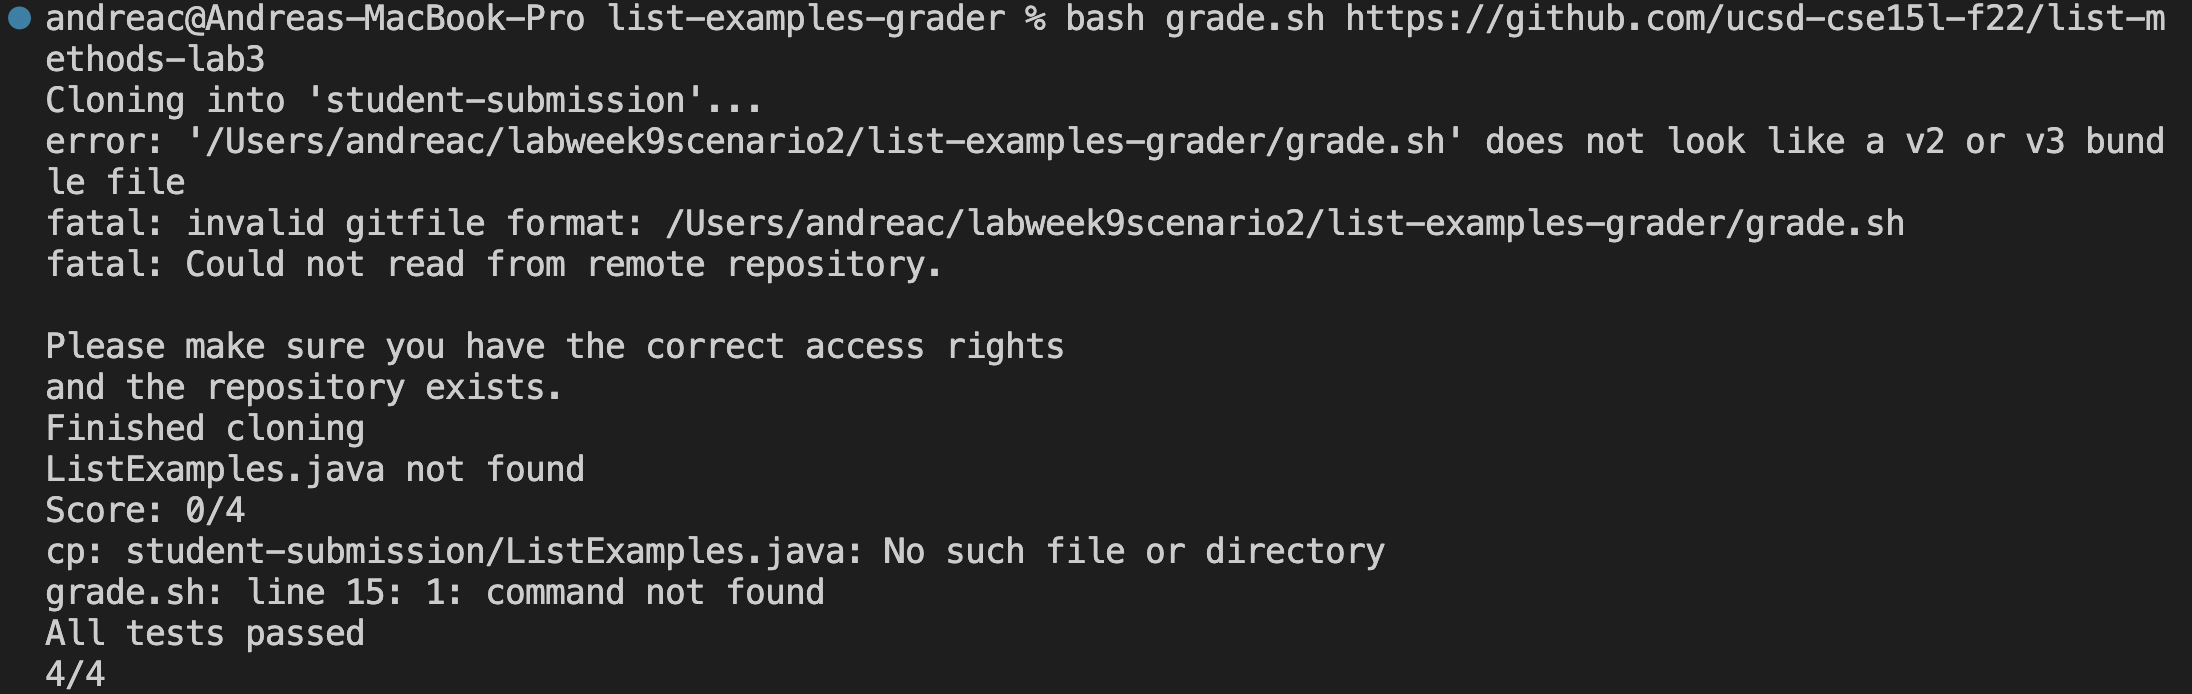 andreac@Andreas-MacBook-Pro list-examples-grader % bash grade.sh https://github.com/ucsd-cse15l-f22/list-m
ethods-lab3
Cloning into 'student-submission'...
error: '/Users/andreac/labweek9scenario2/list-examples-grader/grade.sh' does not look like a v2 or v3 bund
le file
fatal: invalid gitfile format: /Users/andreac/labweek9scenario2/list-examples-grader/grade.sh
fatal: Could not read from remote repository.

Please make sure you have the correct access rights
and the repository exists.
Finished cloning
ListExamples.java not found
Score: 0/4
cp: student-submission/ListExamples.java: No such file or directory
grade.sh: line 15: 1: command not found
All tests passed
4/4